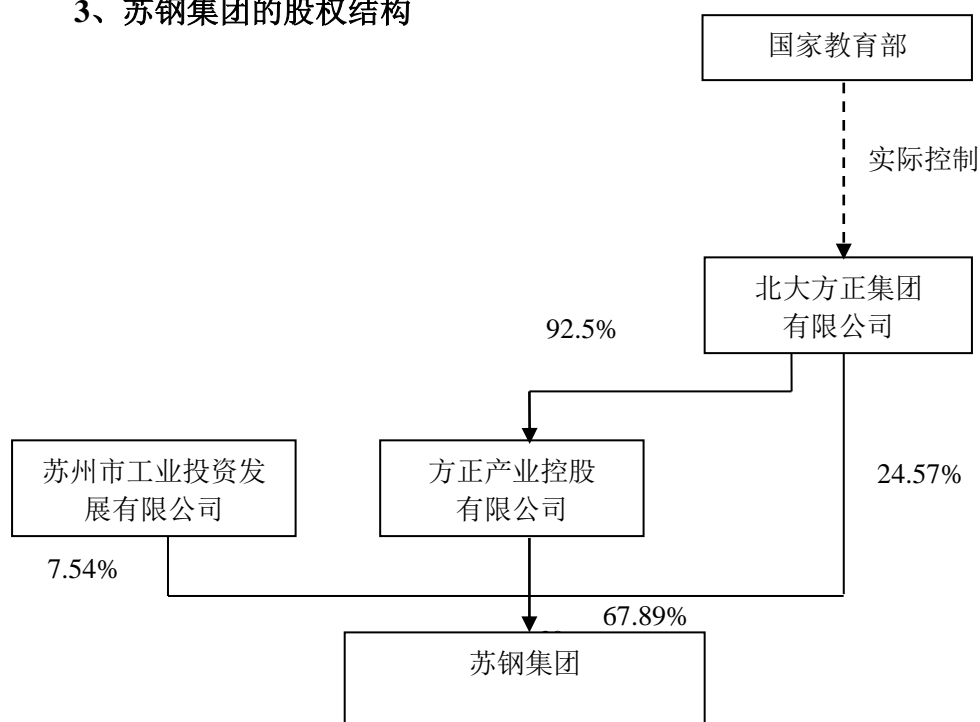 3、苏钢集团的股权结构
国家教育部
实际控制
北大方正集团
有限公司
92.5%
苏州市工业投资发
展有限公司
方正产业控股
有限公司
24.57%
7.54%
67.89%
苏钢集团